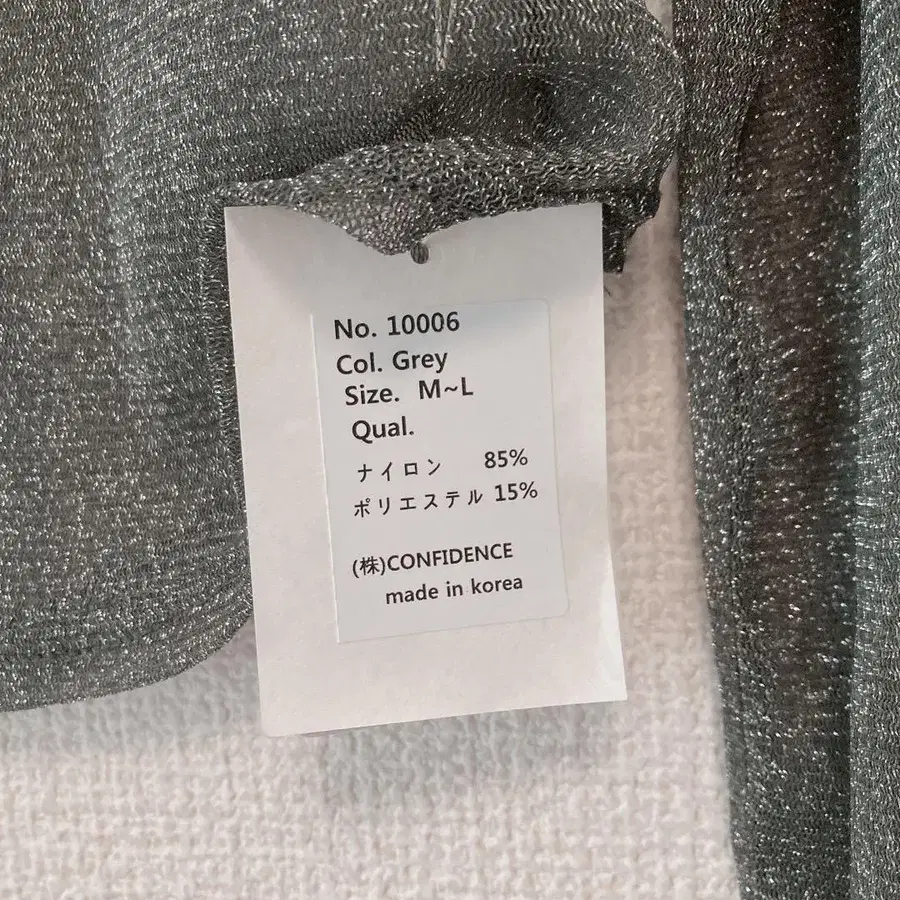 No. 10006
Col. Grey
Size. M~L
Qual.
ナイロン 85%
ポリエステル 15%
(株)CONFIDENCE
made in korea